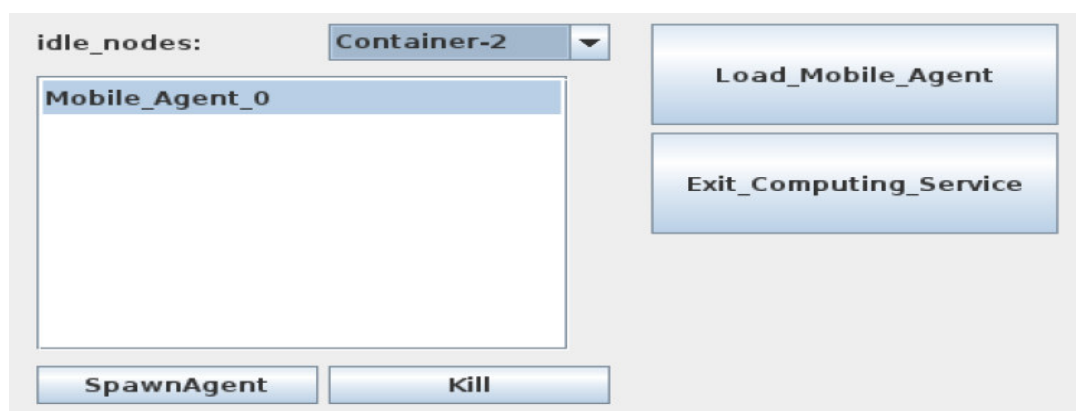 idle_nodes:
Container-2
Load_Mobile_Agent
Mobile_Agent_0
Exit_Computing_Service
SpawnAgent
Kill